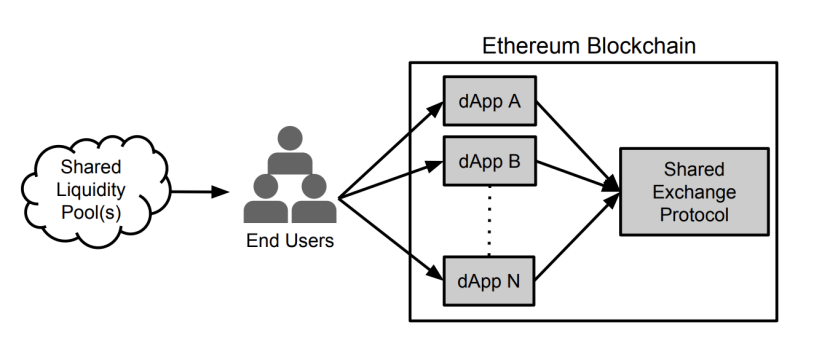 Ethereum Blockchain
Shared
Liquidity
Pool(s)
End Users
dApp A
dApp B
dApp N
Shared
Exchange
Protocol